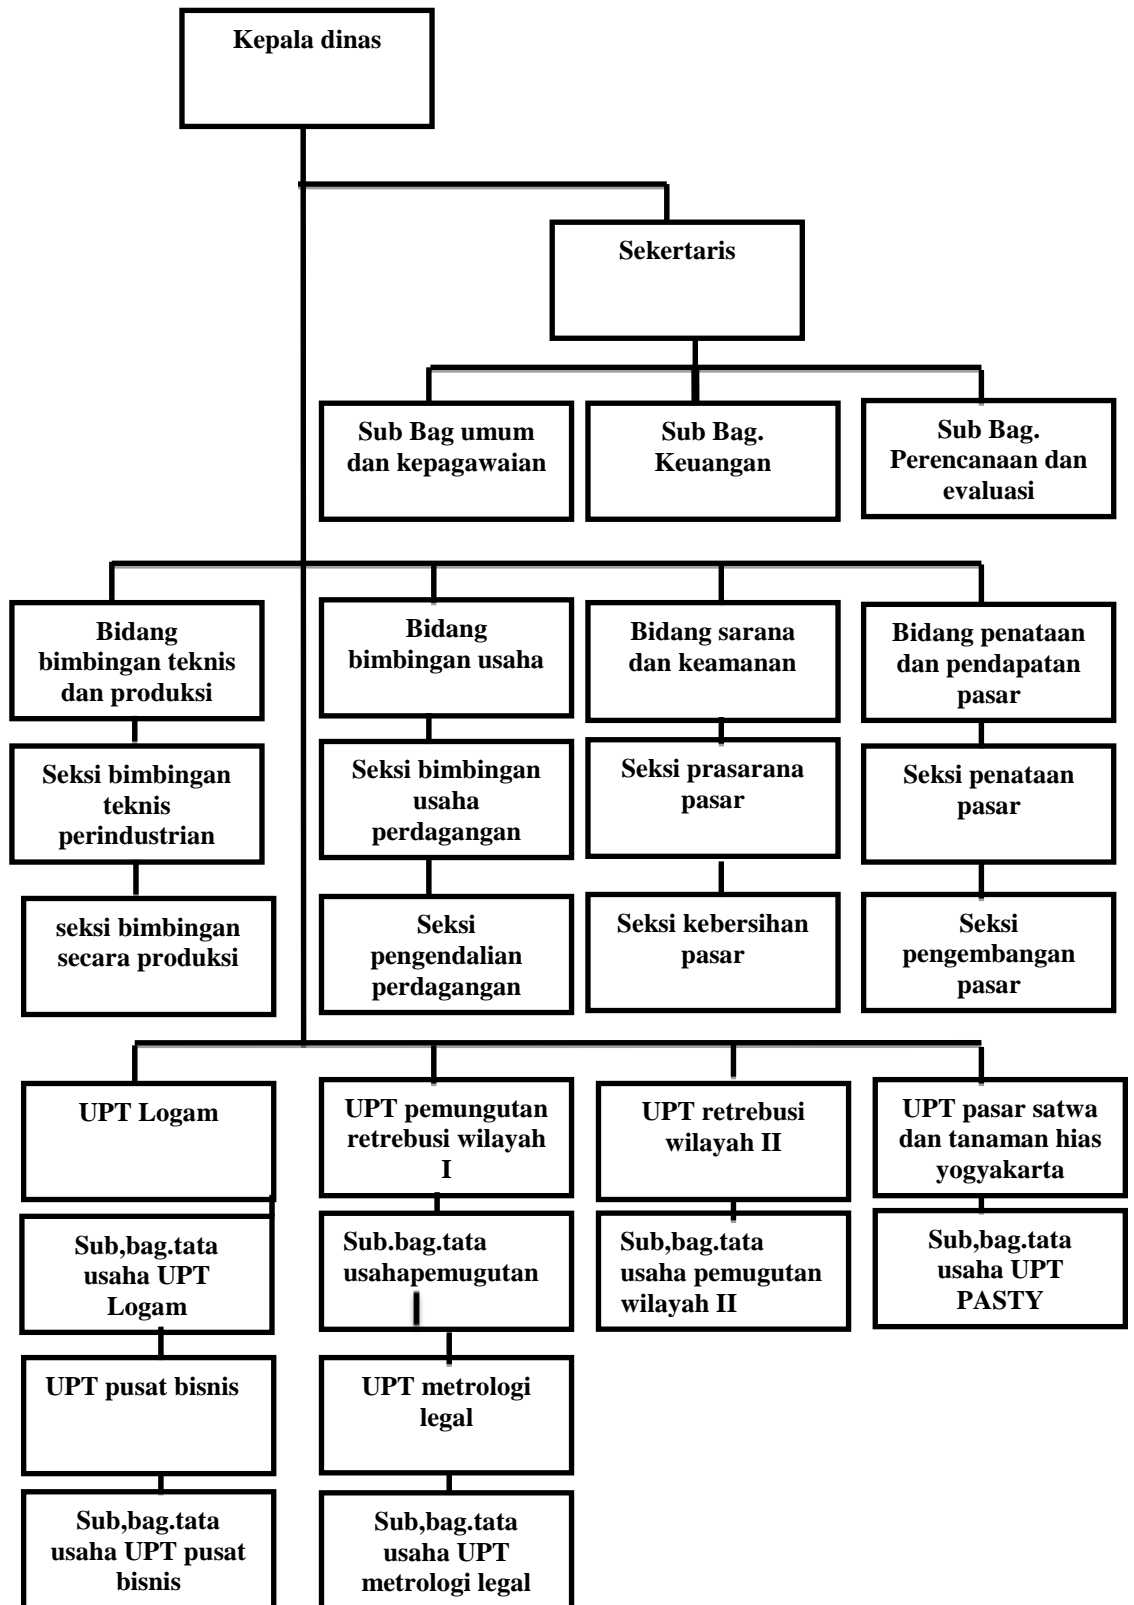 Kepala dinas
Sekertaris
Sub Bag umum
dan kepagawaian
Sub Bag.
Keuangan
Sub Bag.
Perencanaan dan
evaluasi
Bidang
bimbingan teknis
dan produksi
Bidang
bimbingan usaha
Bidang sarana
dan keamanan
Bidang penataan
dan pendapatan
pasar
Seksi bimbingan
teknis
perindustrian
Seksi bimbingan
usaha
perdagangan
Seksi prasarana
pasar
Seksi penataan
pasar
seksi bimbingan
secara produksi
Seksi
pengendalian
perdagangan
Seksi kebersihan
pasar
Seksi
pengembangan
pasar
UPT Logam
UPT pemungutan
retrebusi wilayah
I
UPT retrebusi
wilayah II
UPT pasar satwa
dan tanaman hias
yogyakarta
Sub,bag.tata
usaha UPT
Logam
Sub.bag.tata
usahapemugutan
Sub,bag.tata
usaha pemugutan
wilayah II
Sub,bag.tata
usaha UPT
PASTY
UPT pusat bisnis
UPT metrologi
legal
Sub,bag.tata
usaha UPT pusat
bisnis
Sub,bag.tata
usaha UPT
metrologi legal